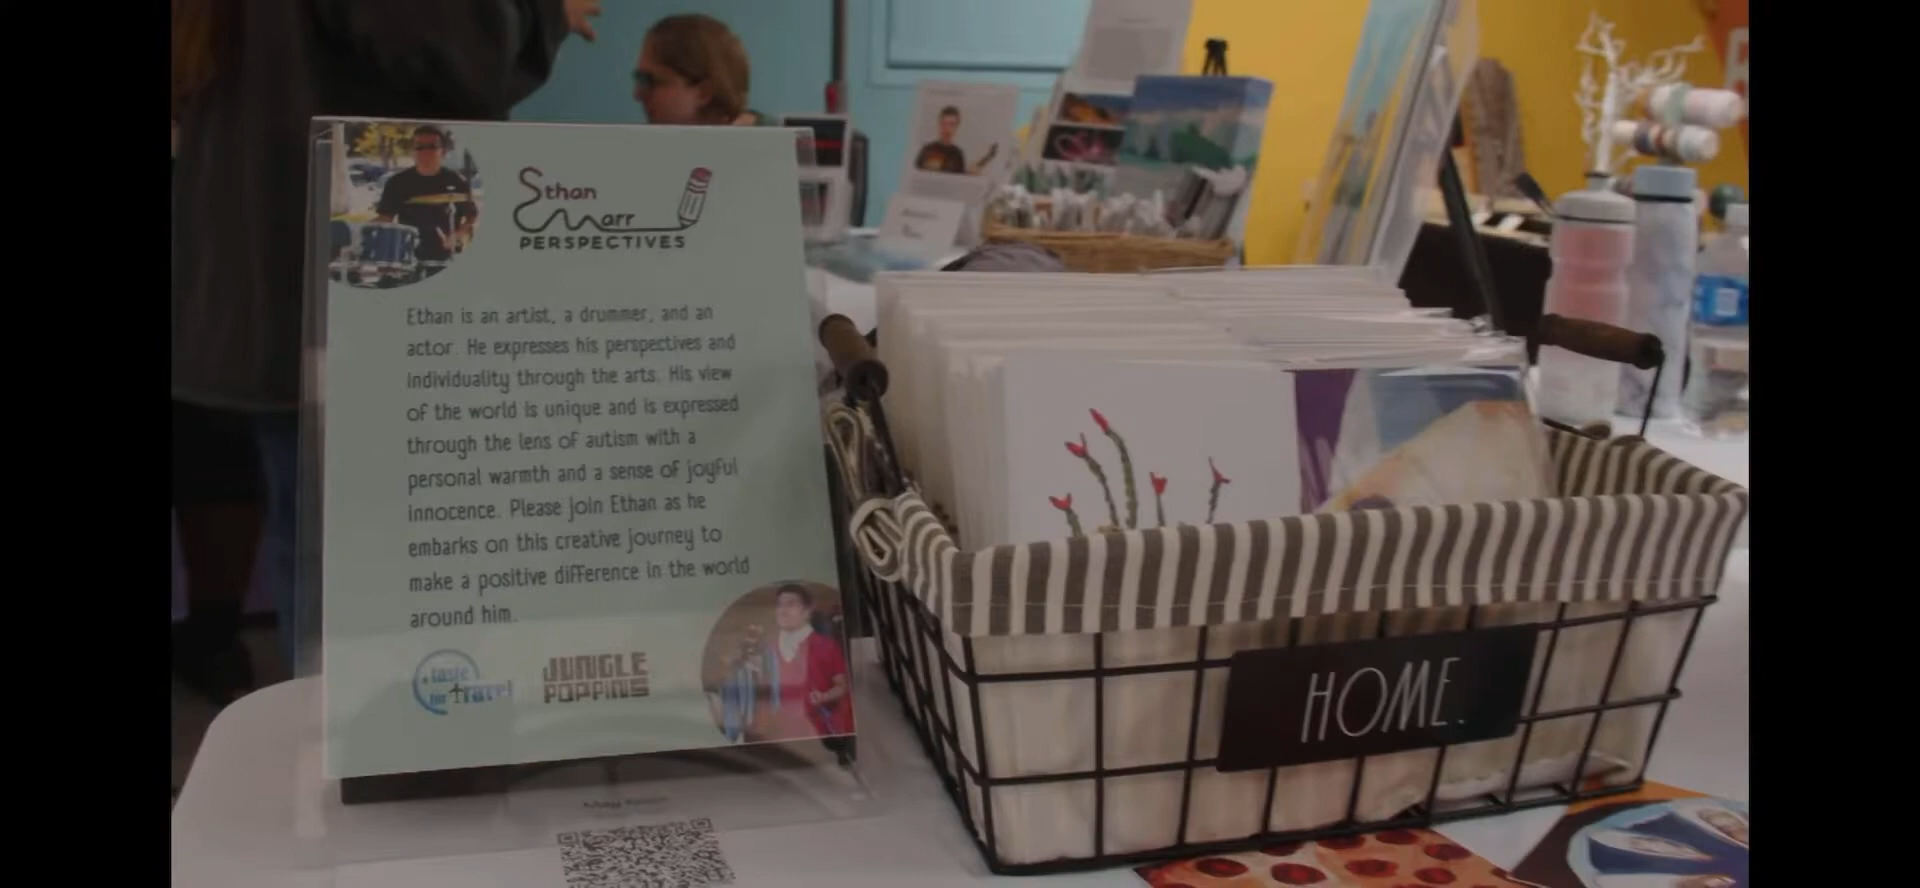 Ethan
Marr
PERSPECTIVES
Ethan is an artist, a drummer, and an
actor. He expresses his perspectives and
individuality through the arts. His view
of the world is unique and is expressed
through the lens of autism with a
personal warmth and a sense of joyful
innocence. Please join Ethan as he
embarks on this creative journey to
make a positive difference in the world
around him.
a taste
for Travel
JUNGLE
POPPINS
HOME.